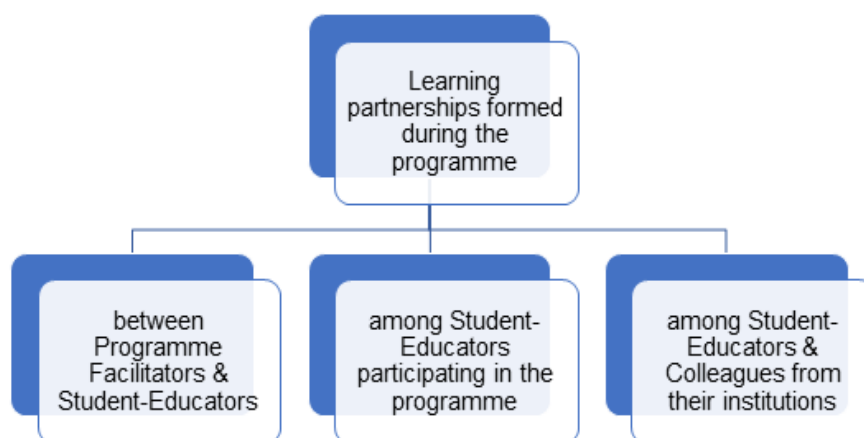 Learning
partnerships formed
during the
programme
between
Programme
Facilitators &
Student-Educators
among Student-
Educators
participating in the
programme
among Student-
Educators &
Colleagues from
their institutions